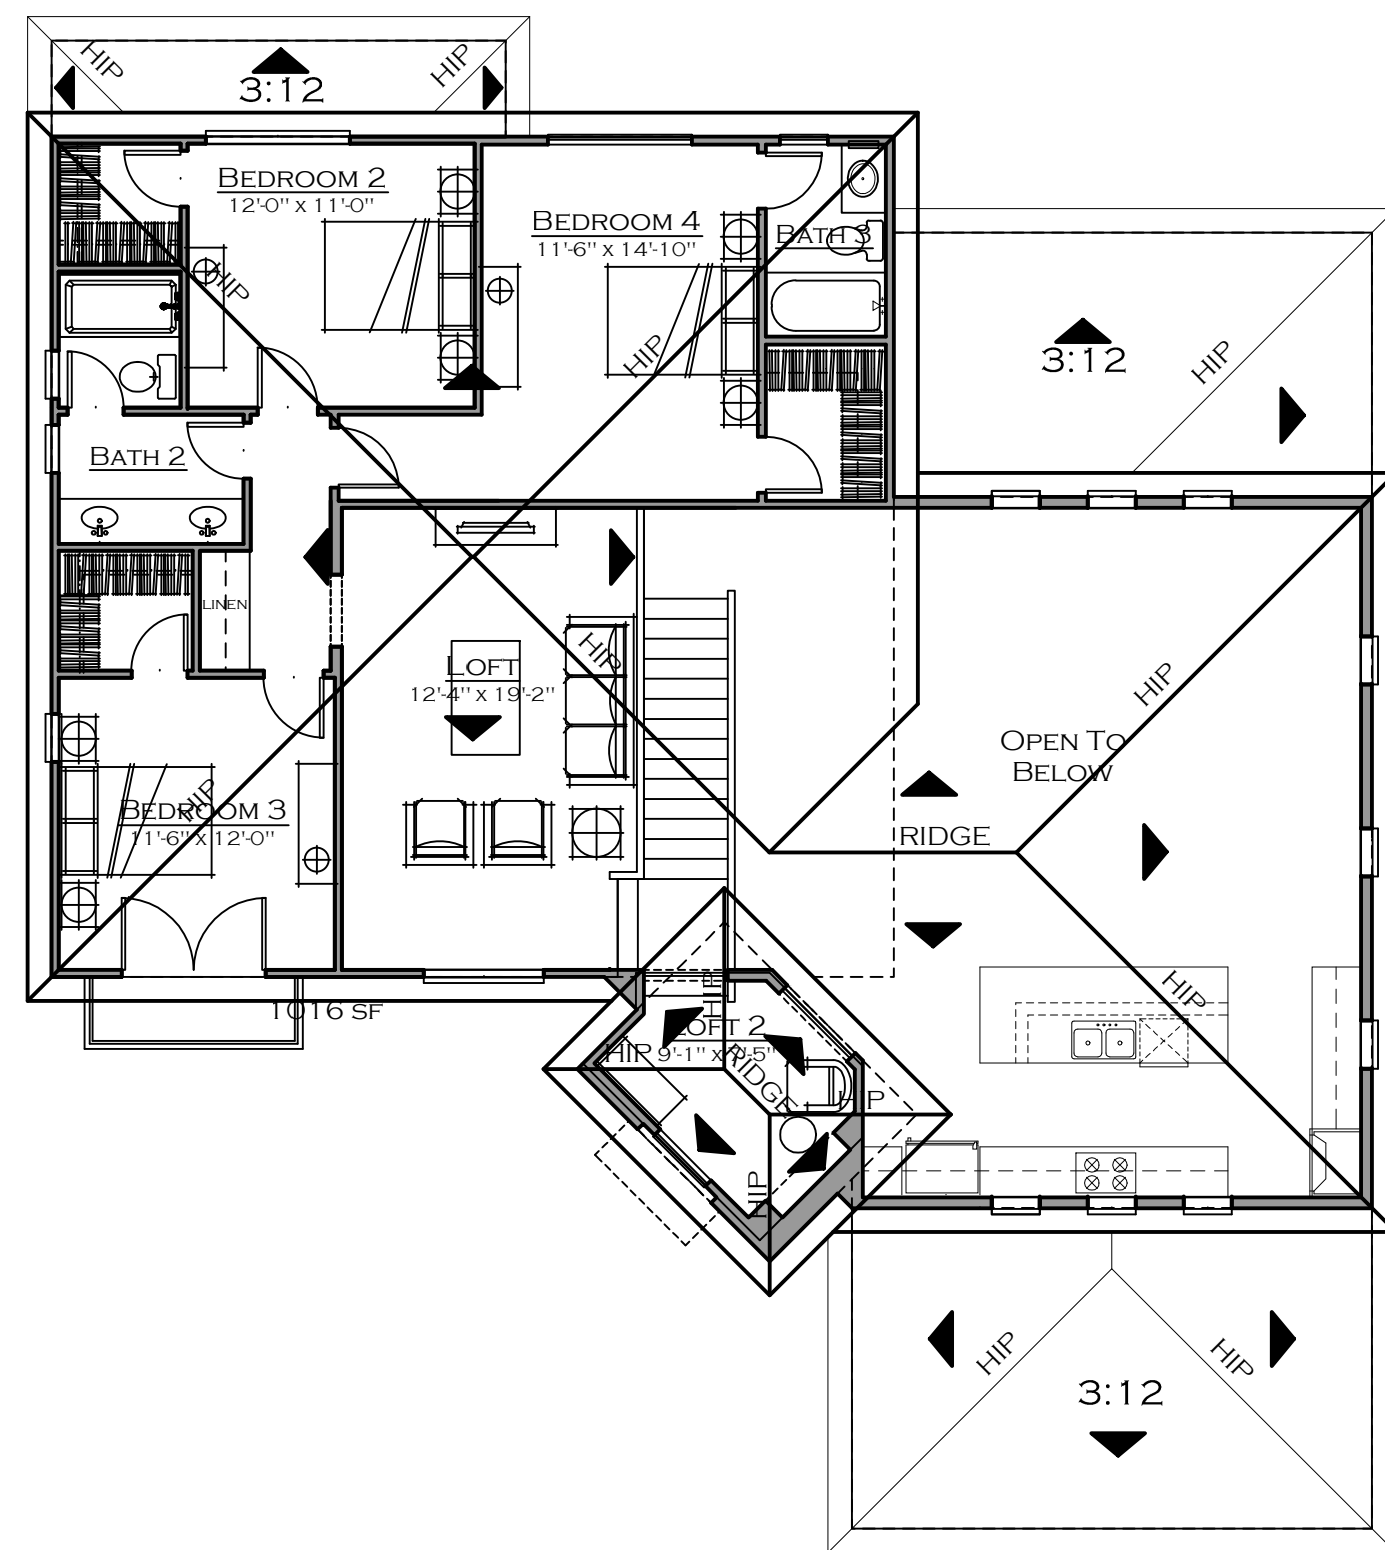 HIP
HIP
3:12
BEDROOM 2
12'-0" x 11'-0"
BEDROOM 4
11'-6" x 14'-10"
BATH 3
HIP
HIP
3:12
HIP
BATH 2
LINEN
HIP
LOFT
12'-4" x 19'-2"
HIP
OPEN TO
BELOW
HIP
BEDROOM 3
11'-6" x 12'-0"
RIDGE
HIP
1016 SF
HIP
LOFT 2
HIP
RIDGE
HIP
HIP
HIP
HIP
3:12